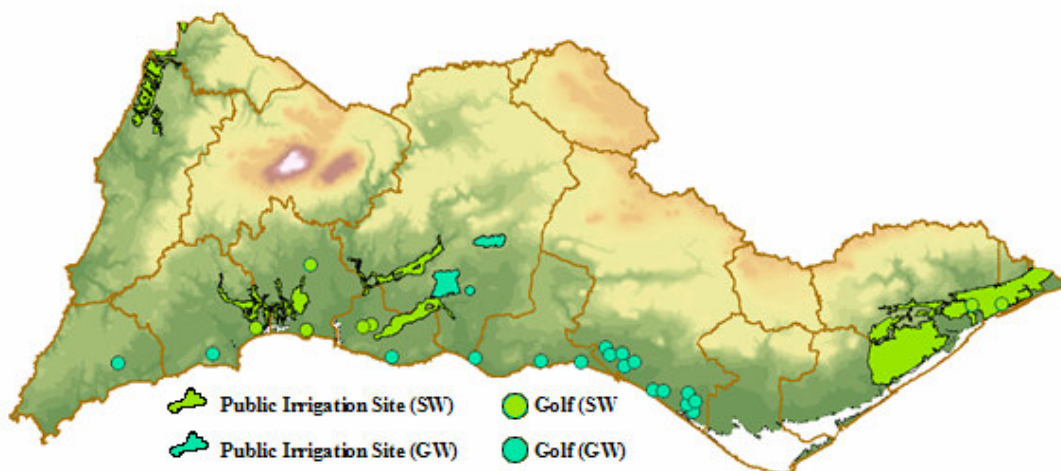 Public Irrigation Site (SW)
Golf (SW
Public Irrigation Site (GW)
Golf (GW)